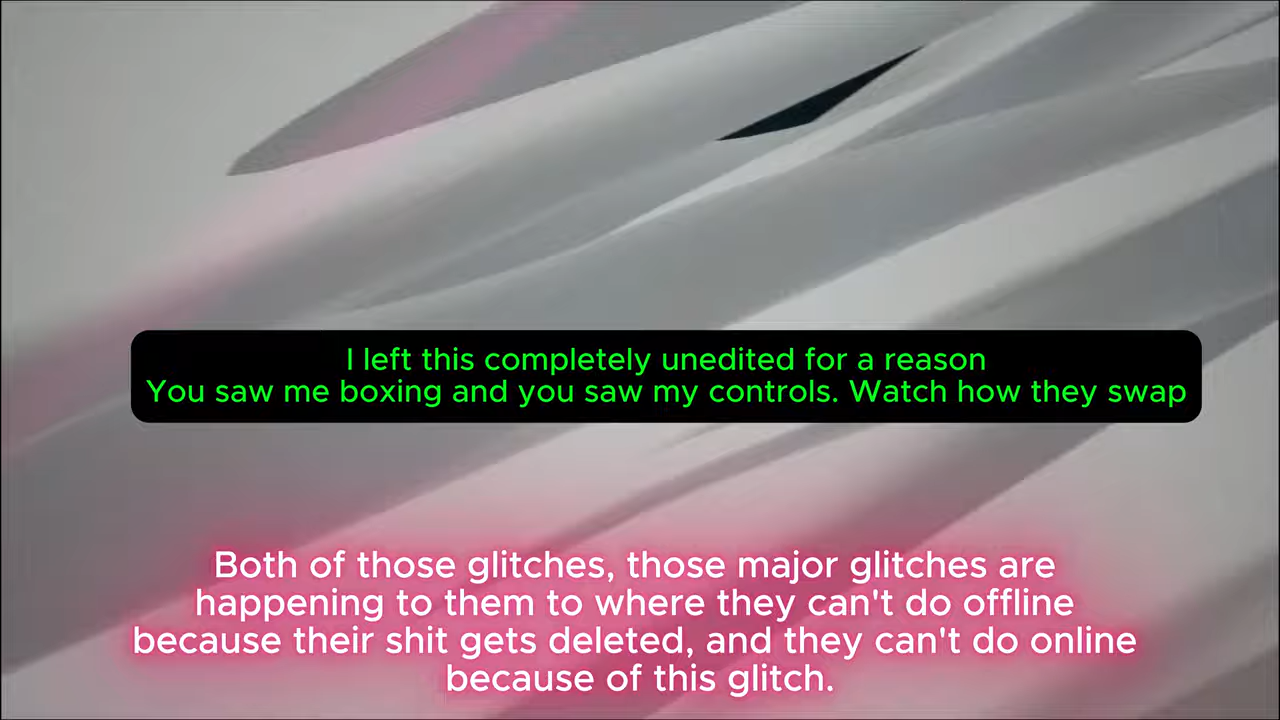 I left this completely unedited for a reason
You saw me boxing and you saw my controls. Watch how they swap
Both of those glitches, those major glitches are
happening to them to where they can't do offline
because their shit gets deleted, and they can't do online
because of this glitch.